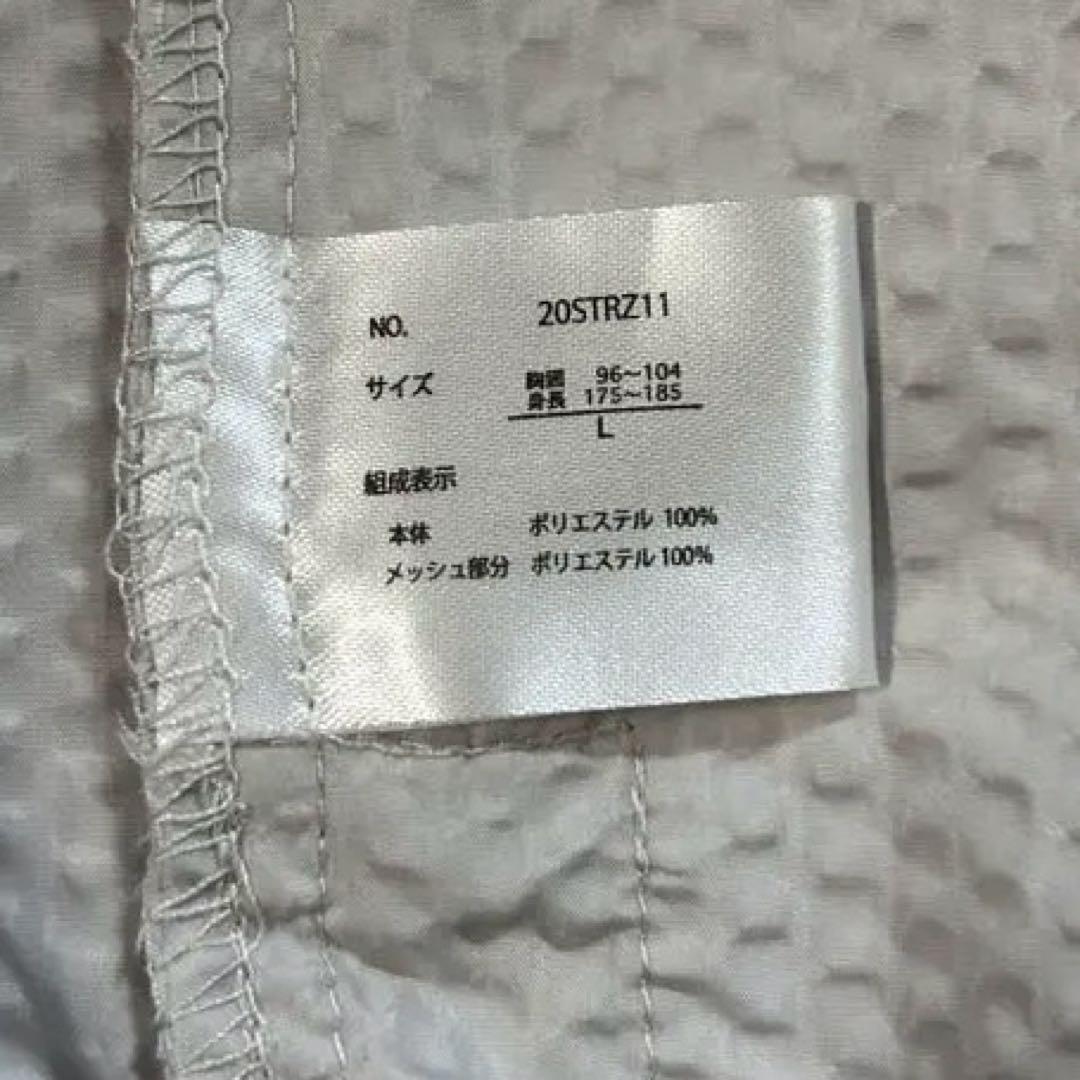 NO. 20STRZ11
サイズ 胸囲 96〜104
身長 175〜185
L
組成表示
本体 ポリエステル 100%
メッシュ部分 ポリエステル 100%